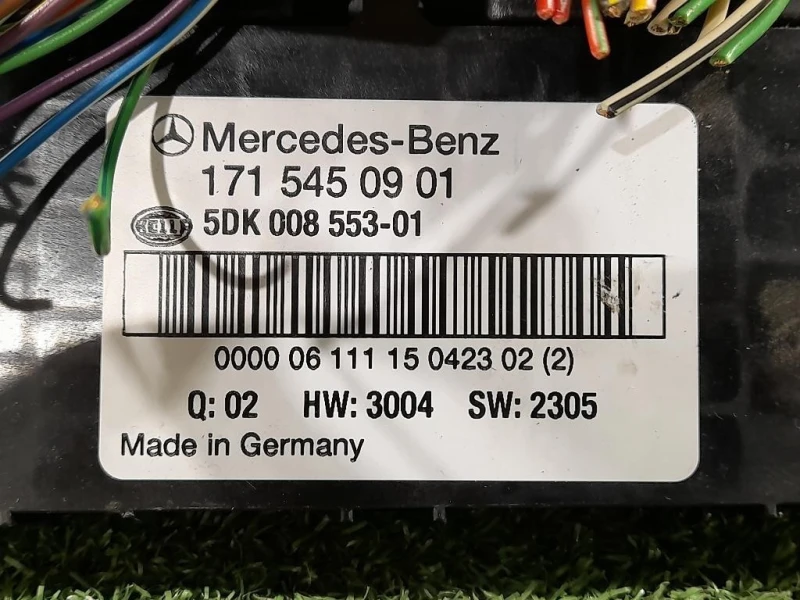 Mercedes-Benz
171 545 09 01
HELLA 5DK 008 553-01
0000 06 111 15 0423 02 (2)
Q: 02 HW: 3004 SW: 2305
Made in Germany